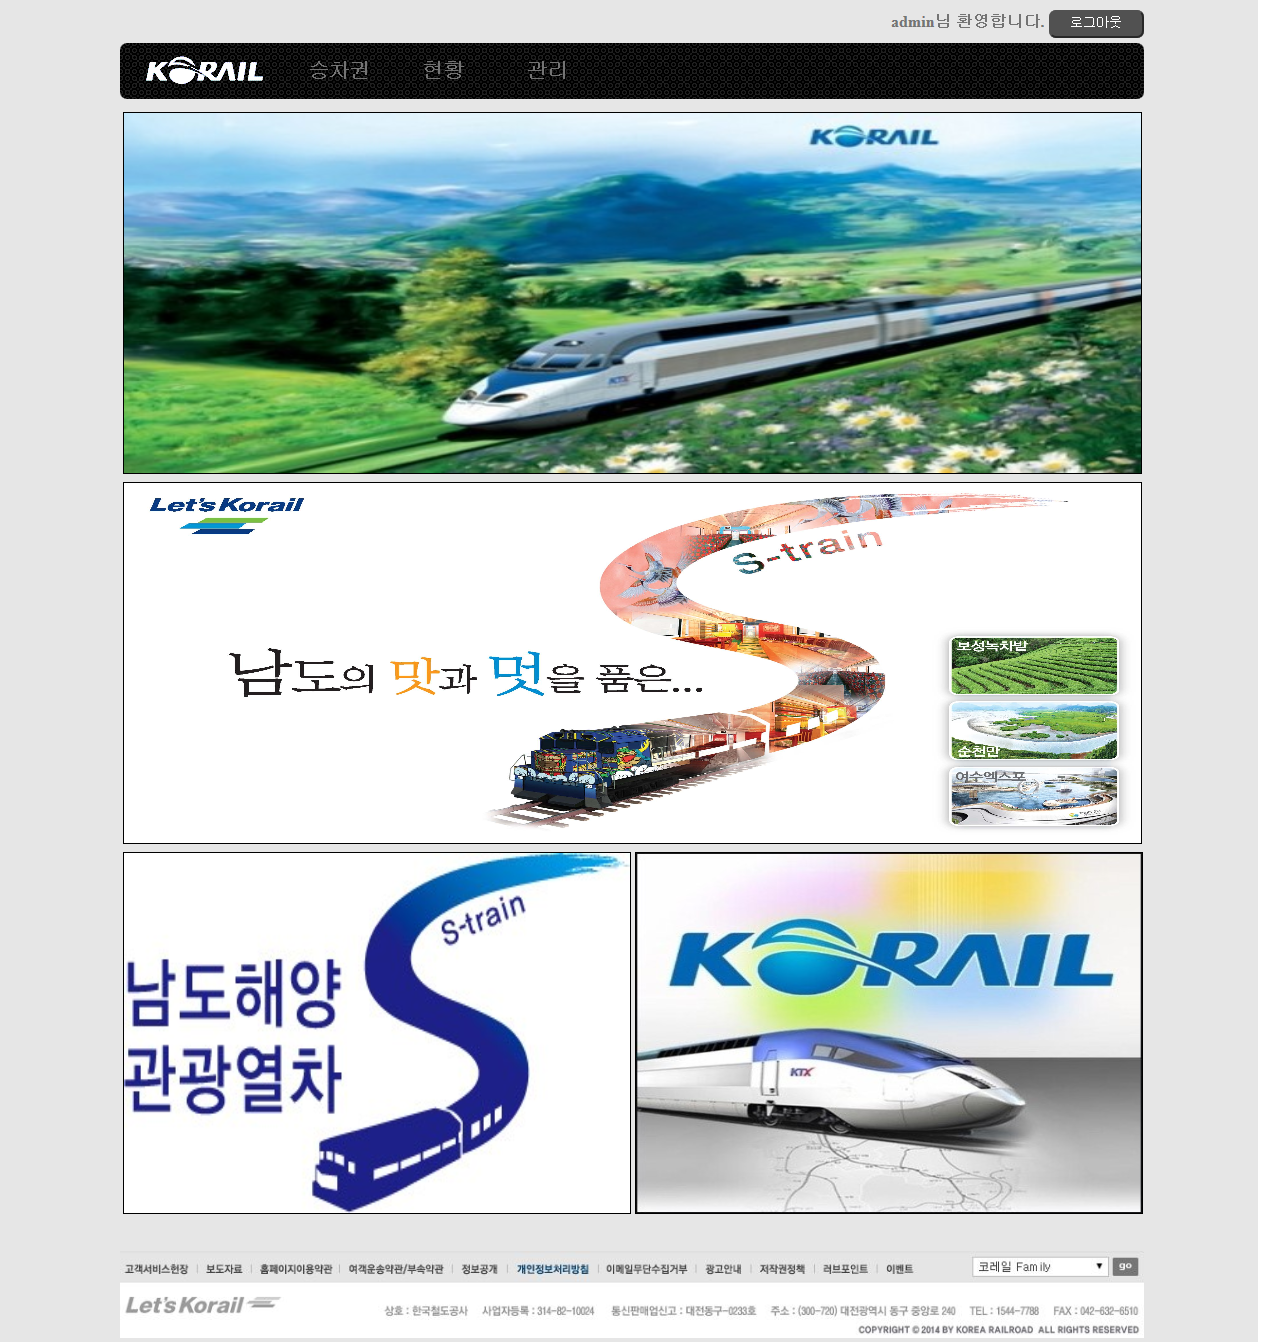 admin님 환영합니다. 로그아웃
KORAIL 승차권 현황 관리
KORAIL
KTX
Let's Korail
S-train
남도의 맛과 멋을 품은...
보성녹차밭
순천만
여수엑스포
S-train
남도해양
관광열차
KORAIL
KTX
고객서비스헌장 보도자료 홈페이지이용약관 여객운송약관/부속약관 정보공개 개인정보처리방침 이메일무단수집거부 광고안내 저작권정책 러브포인트 이벤트 코레일 Family go
Let's Korail
상호 : 한국철도공사 사업자등록 : 314-82-10024 통신판매업신고 : 대전동구-0233호 주소 : (300-720) 대전광역시 동구 중앙로 240 TEL : 1544-7788 FAX : 042-632-6510
COPYRIGHT © 2014 BY KOREA RAILROAD ALL RIGHTS RESERVED